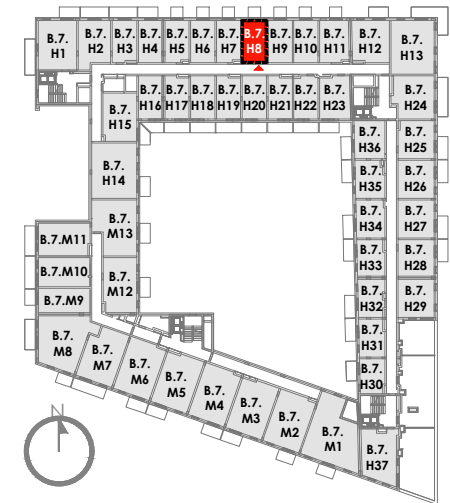 B.7.
H1
B.7.
H2
B.7.
H3
B.7.
H4
B.7.
H5
B.7.
H6
B.7.
H7
B.7.
H8
B.7.
H9
B.7.
H10
B.7.
H11
B.7.
H12
B.7.
H13
B.7.
H15
B.7.
H16
B.7.
H17
B.7.
H18
B.7.
H19
B.7.
H20
B.7.
H21
B.7.
H22
B.7.
H23
B.7.
H24
B.7.
H36
B.7.
H25
B.7.
H14
B.7.
H35
B.7.
H26
B.7.
M13
B.7.
H34
B.7.
H27
B.7.M11
B.7.
H33
B.7.
H28
B.7.M10
B.7.
M12
B.7.
H32
B.7.
H29
B.7.M9
B.7.
M8
B.7.
M7
B.7.
M6
B.7.
M5
B.7.
M4
B.7.
M3
B.7.
M2
B.7.
M1
B.7.
H31
B.7.
H30
B.7.
H37
N